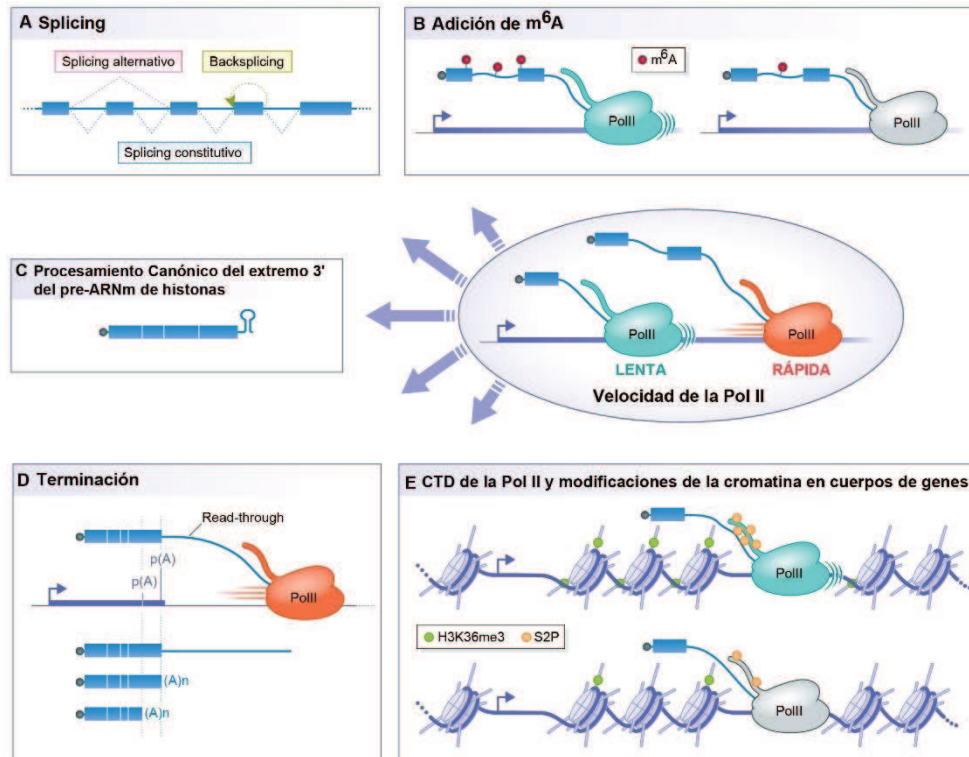 A Splicing
Splicing alternativo
Backsplicing
Splicing constitutivo
B Adición de m6A
m6A
PolII
PolII
C Procesamiento Canónico del extremo 3'
del pre-ARNm de histonas
PolII
PolII
LENTA
RÁPIDA
Velocidad de la Pol II
D Terminación
Read-through
p(A)
p(A)
PolII
(A)n
(A)n
E CTD de la Pol II y modificaciones de la cromatina en cuerpos de genes
PolII
H3K36me3
S2P
PolII